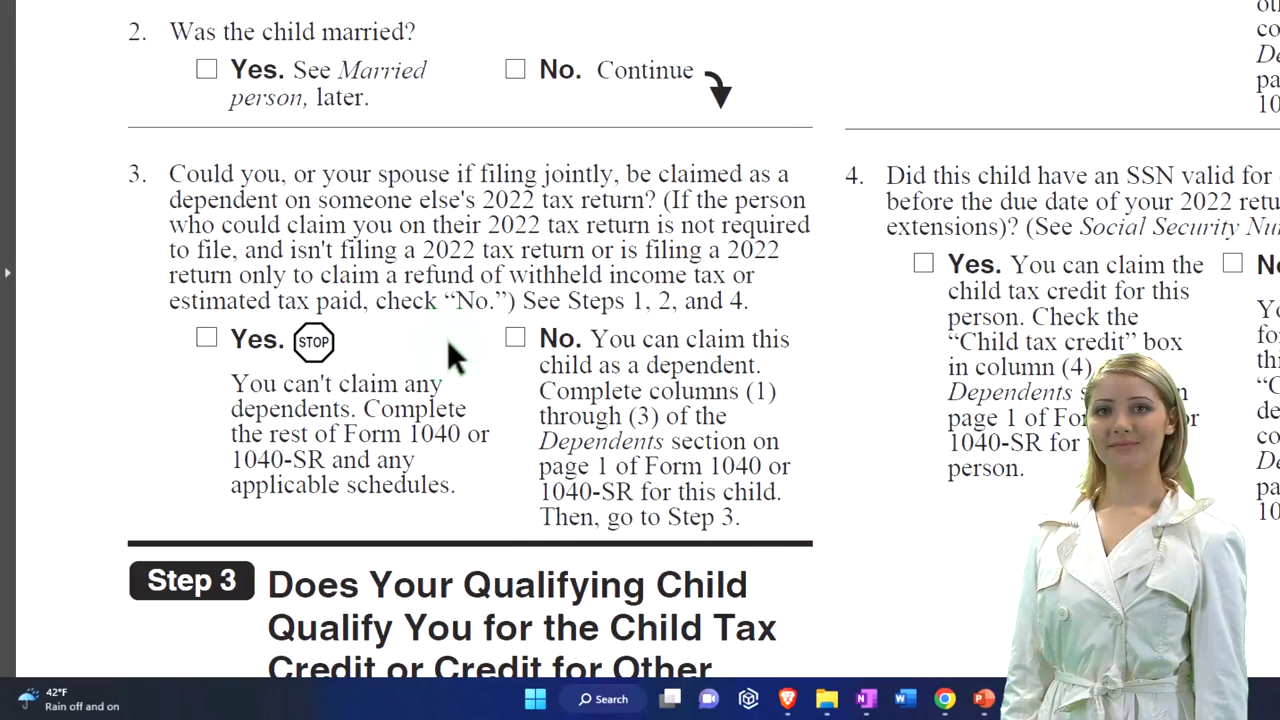 2. Was the child married?
Yes. See Married
person, later.
No. Continue
3. Could you, or your spouse if filing jointly, be claimed as a
dependent on someone else's 2022 tax return? (If the person
who could claim you on their 2022 tax return is not required
to file, and isn't filing a 2022 tax return or is filing a 2022
return only to claim a refund of withheld income tax or
estimated tax paid, check “No.”) See Steps 1, 2, and 4.
Yes. STOP
You can't claim any
dependents. Complete
the rest of Form 1040 or
1040-SR and any
applicable schedules.
No. You can claim this
child as a dependent.
Complete columns (1)
through (3) of the
Dependents section on
page 1 of Form 1040 or
1040-SR for this child.
Then, go to Step 3.
Step 3 Does Your Qualifying Child
Qualify You for the Child Tax
Credit or Credit for Other
4. Did this child have an SSN valid for
before the due date of your 2022
extensions)? (See Social Security
Yes. You can claim the
child tax credit for this
person. Check the
“Child tax credit” box
in column (4)
Dependents
page 1 of
1040-SR for
person.
10
42°F
Rain off and on
Search